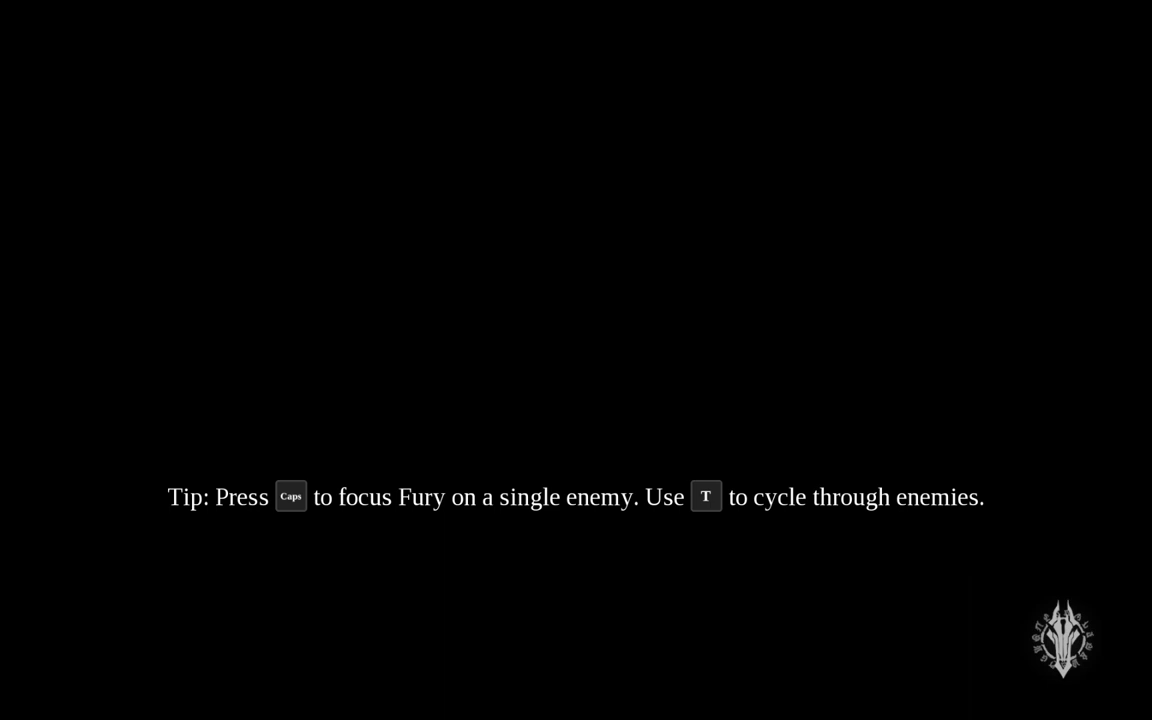 Tip: Press Caps to focus Fury on a single enemy. Use T to cycle through enemies.